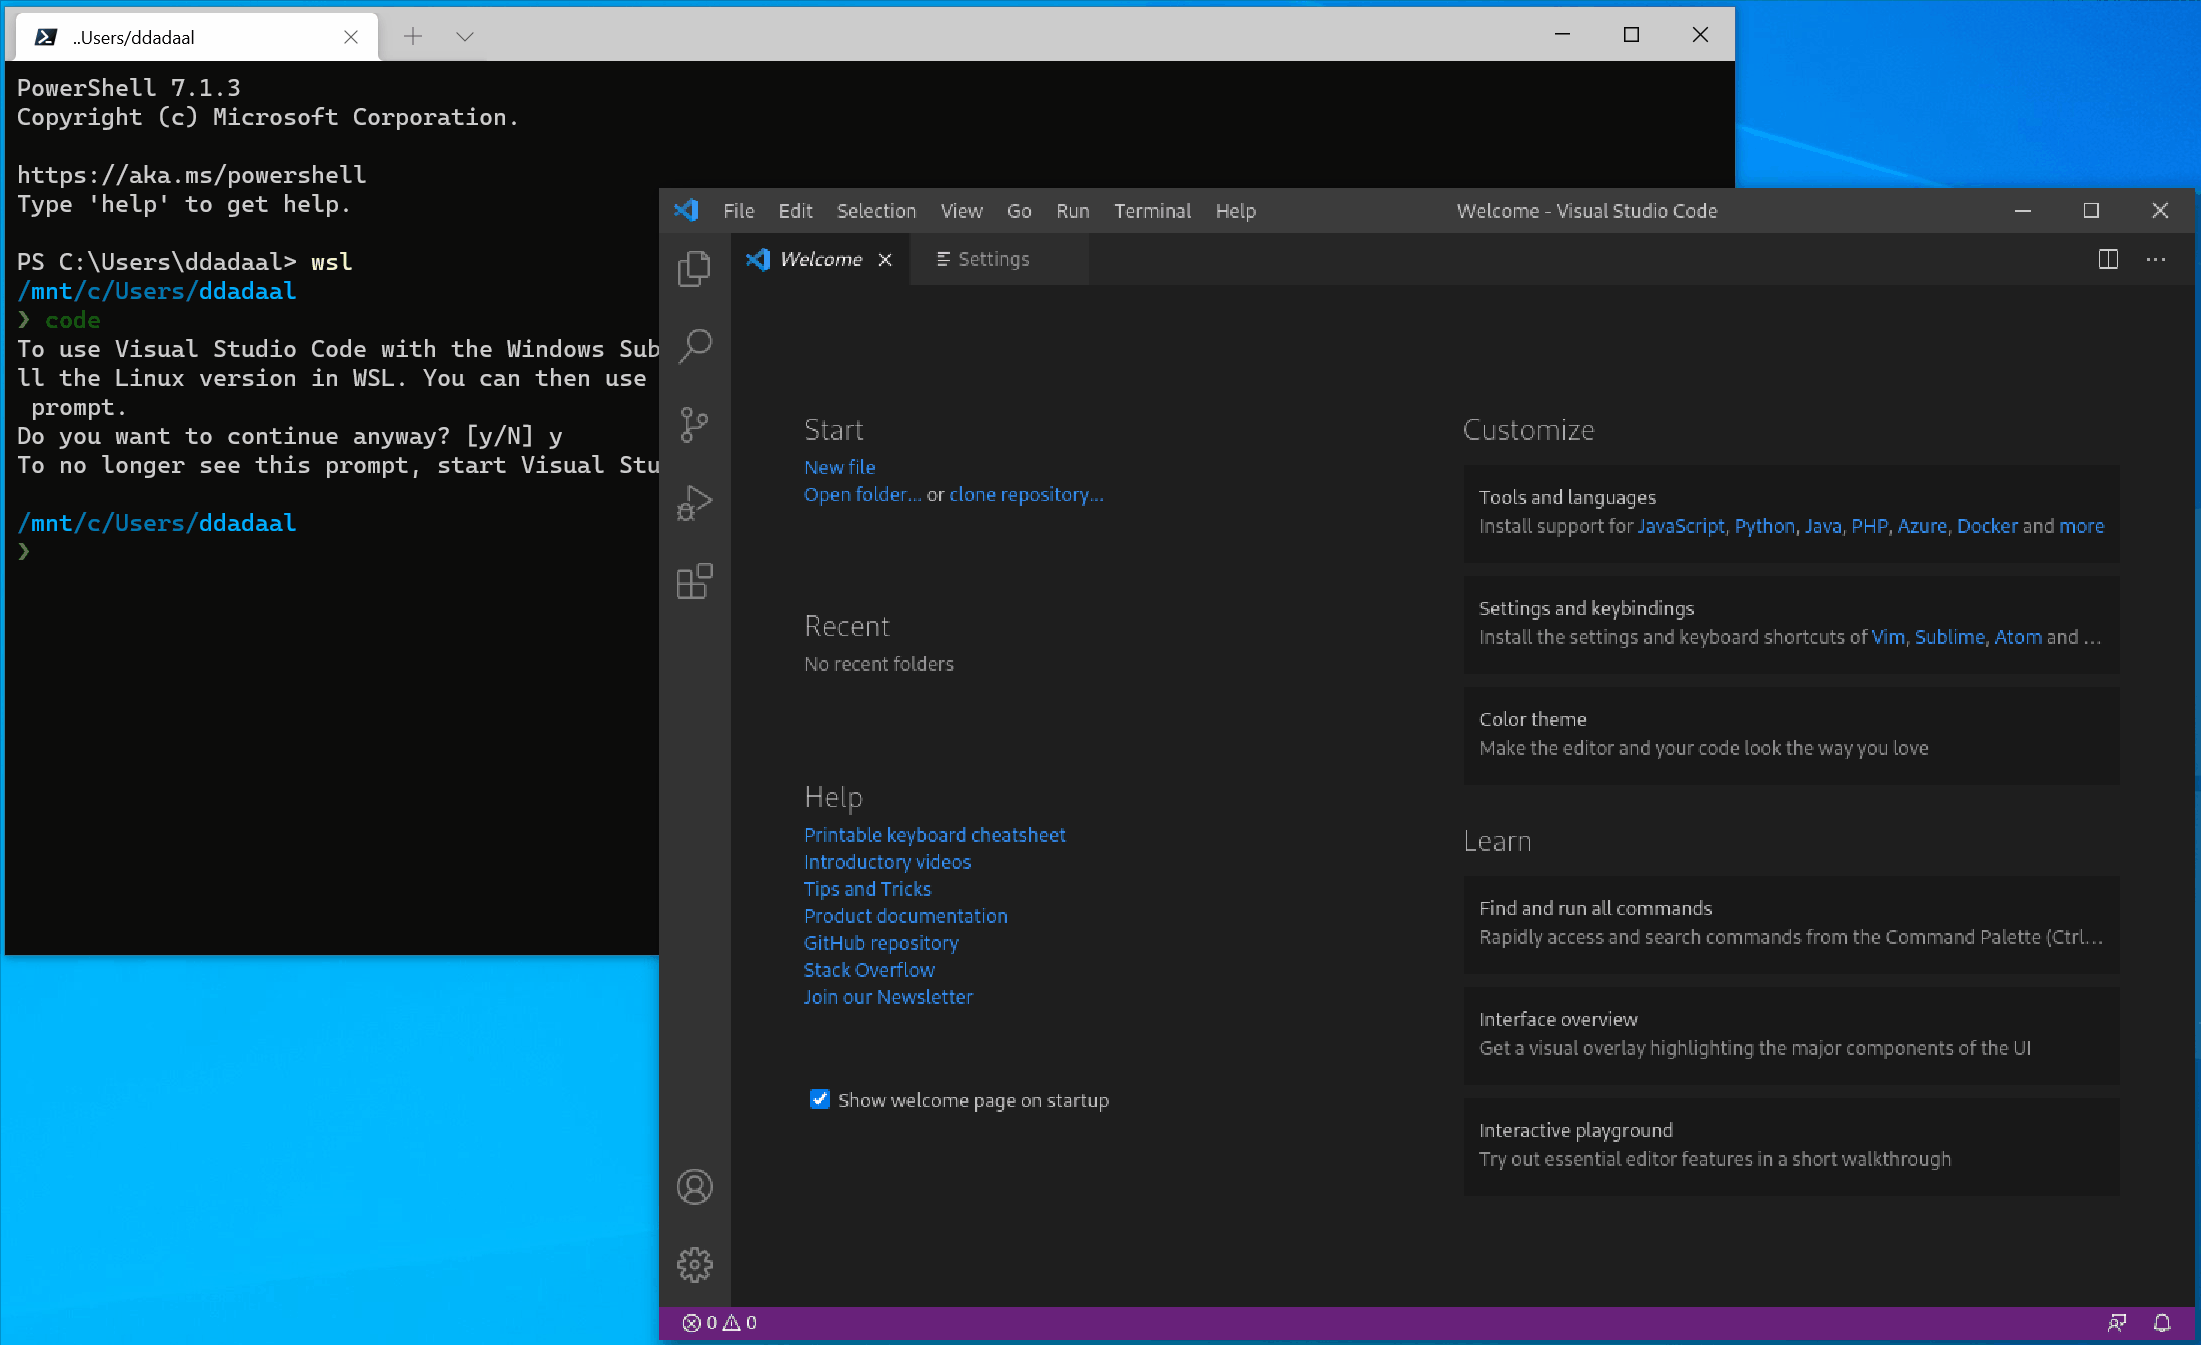 ..Users/ddadaal
PowerShell 7.1.3
Copyright (c) Microsoft Corporation.
https://aka.ms/powershell
Type 'help' to get help.
PS C:\Users\ddadaal> wsl
/mnt/c/Users/ddadaal
❯ code
To use Visual Studio Code with the Windows Sub
ll the Linux version in WSL. You can then use
prompt.
Do you want to continue anyway? [y/N] y
To no longer see this prompt, start Visual Stu
/mnt/c/Users/ddadaal
❯
File Edit Selection View Go Run Terminal Help
Welcome - Visual Studio Code
Welcome
Settings
Start
New file
Open folder... or clone repository...
Recent
No recent folders
Help
Printable keyboard cheatsheet
Introductory videos
Tips and Tricks
Product documentation
GitHub repository
Stack Overflow
Join our Newsletter
Show welcome page on startup
Customize
Tools and languages
Install support for JavaScript, Python, Java, PHP, Azure, Docker and more
Settings and keybindings
Install the settings and keyboard shortcuts of Vim, Sublime, Atom and ...
Color theme
Make the editor and your code look the way you love
Learn
Find and run all commands
Rapidly access and search commands from the Command Palette (Ctrl...
Interface overview
Get a visual overlay highlighting the major components of the UI
Interactive playground
Try out essential editor features in a short walkthrough
0 0